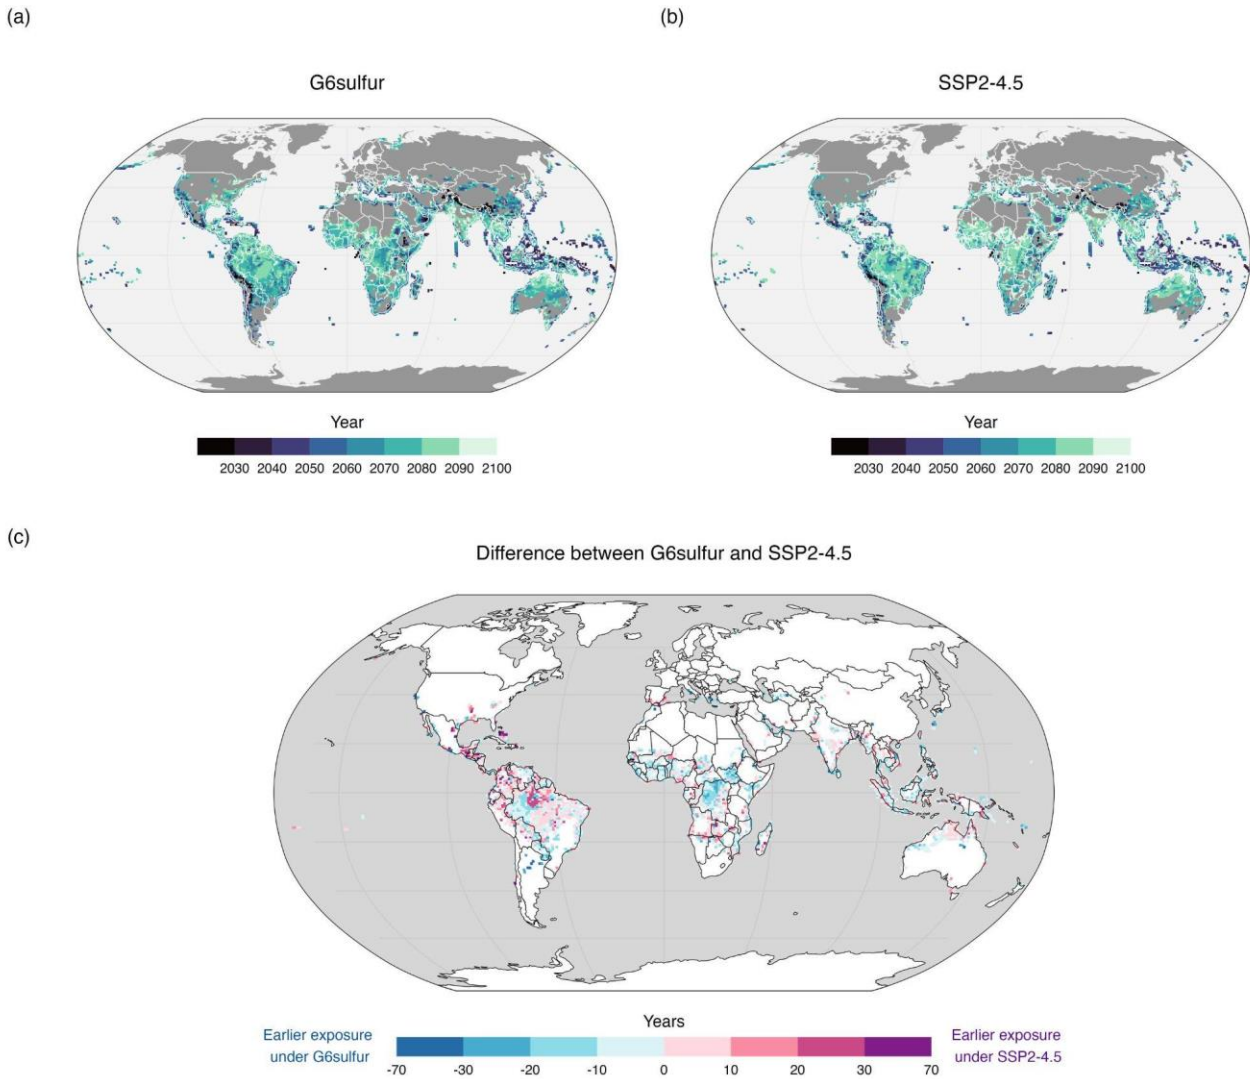 (a)
(b)
G6sulfur
SSP2-4.5
Year
2030 2040 2050 2060 2070 2080 2090 2100
Year
2030 2040 2050 2060 2070 2080 2090 2100
(c)
Difference between G6sulfur and SSP2-4.5
Years
Earlier exposure
under G6sulfur
-70 -30 -20 -10 0 10 20 30 70
Earlier exposure
under SSP2-4.5